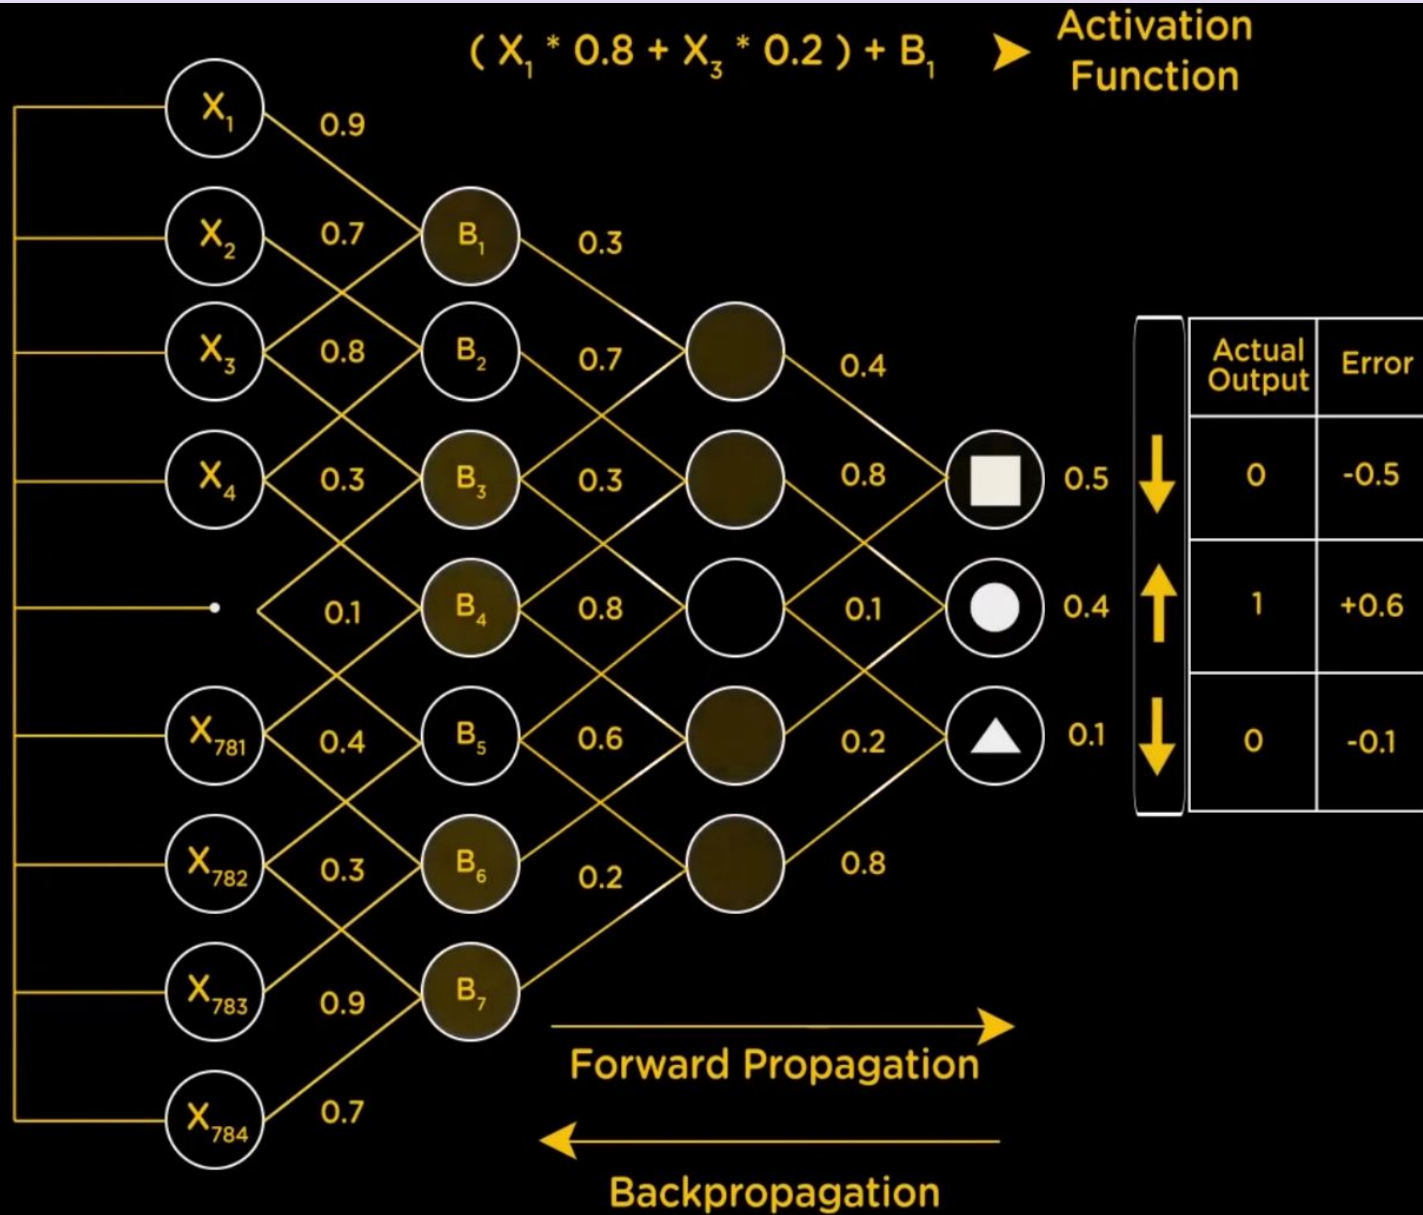 ( X₁ * 0.8 + X₃ * 0.2 ) + B₁
Activation
Function
X₁
X₂
X₃
X₄
X₇₈₁
X₇₈₂
X₇₈₃
X₇₈₄
0.9
0.7
0.8
0.3
0.1
0.4
0.3
0.9
0.7
B₁
B₂
B₃
B₄
B₅
B₆
B₇
0.3
0.7
0.3
0.8
0.6
0.2
0.4
0.8
0.1
0.2
0.8
0.5
0.4
0.1
Actual
Output
Error
0 -0.5
1 +0.6
0 -0.1
Forward Propagation
Backpropagation